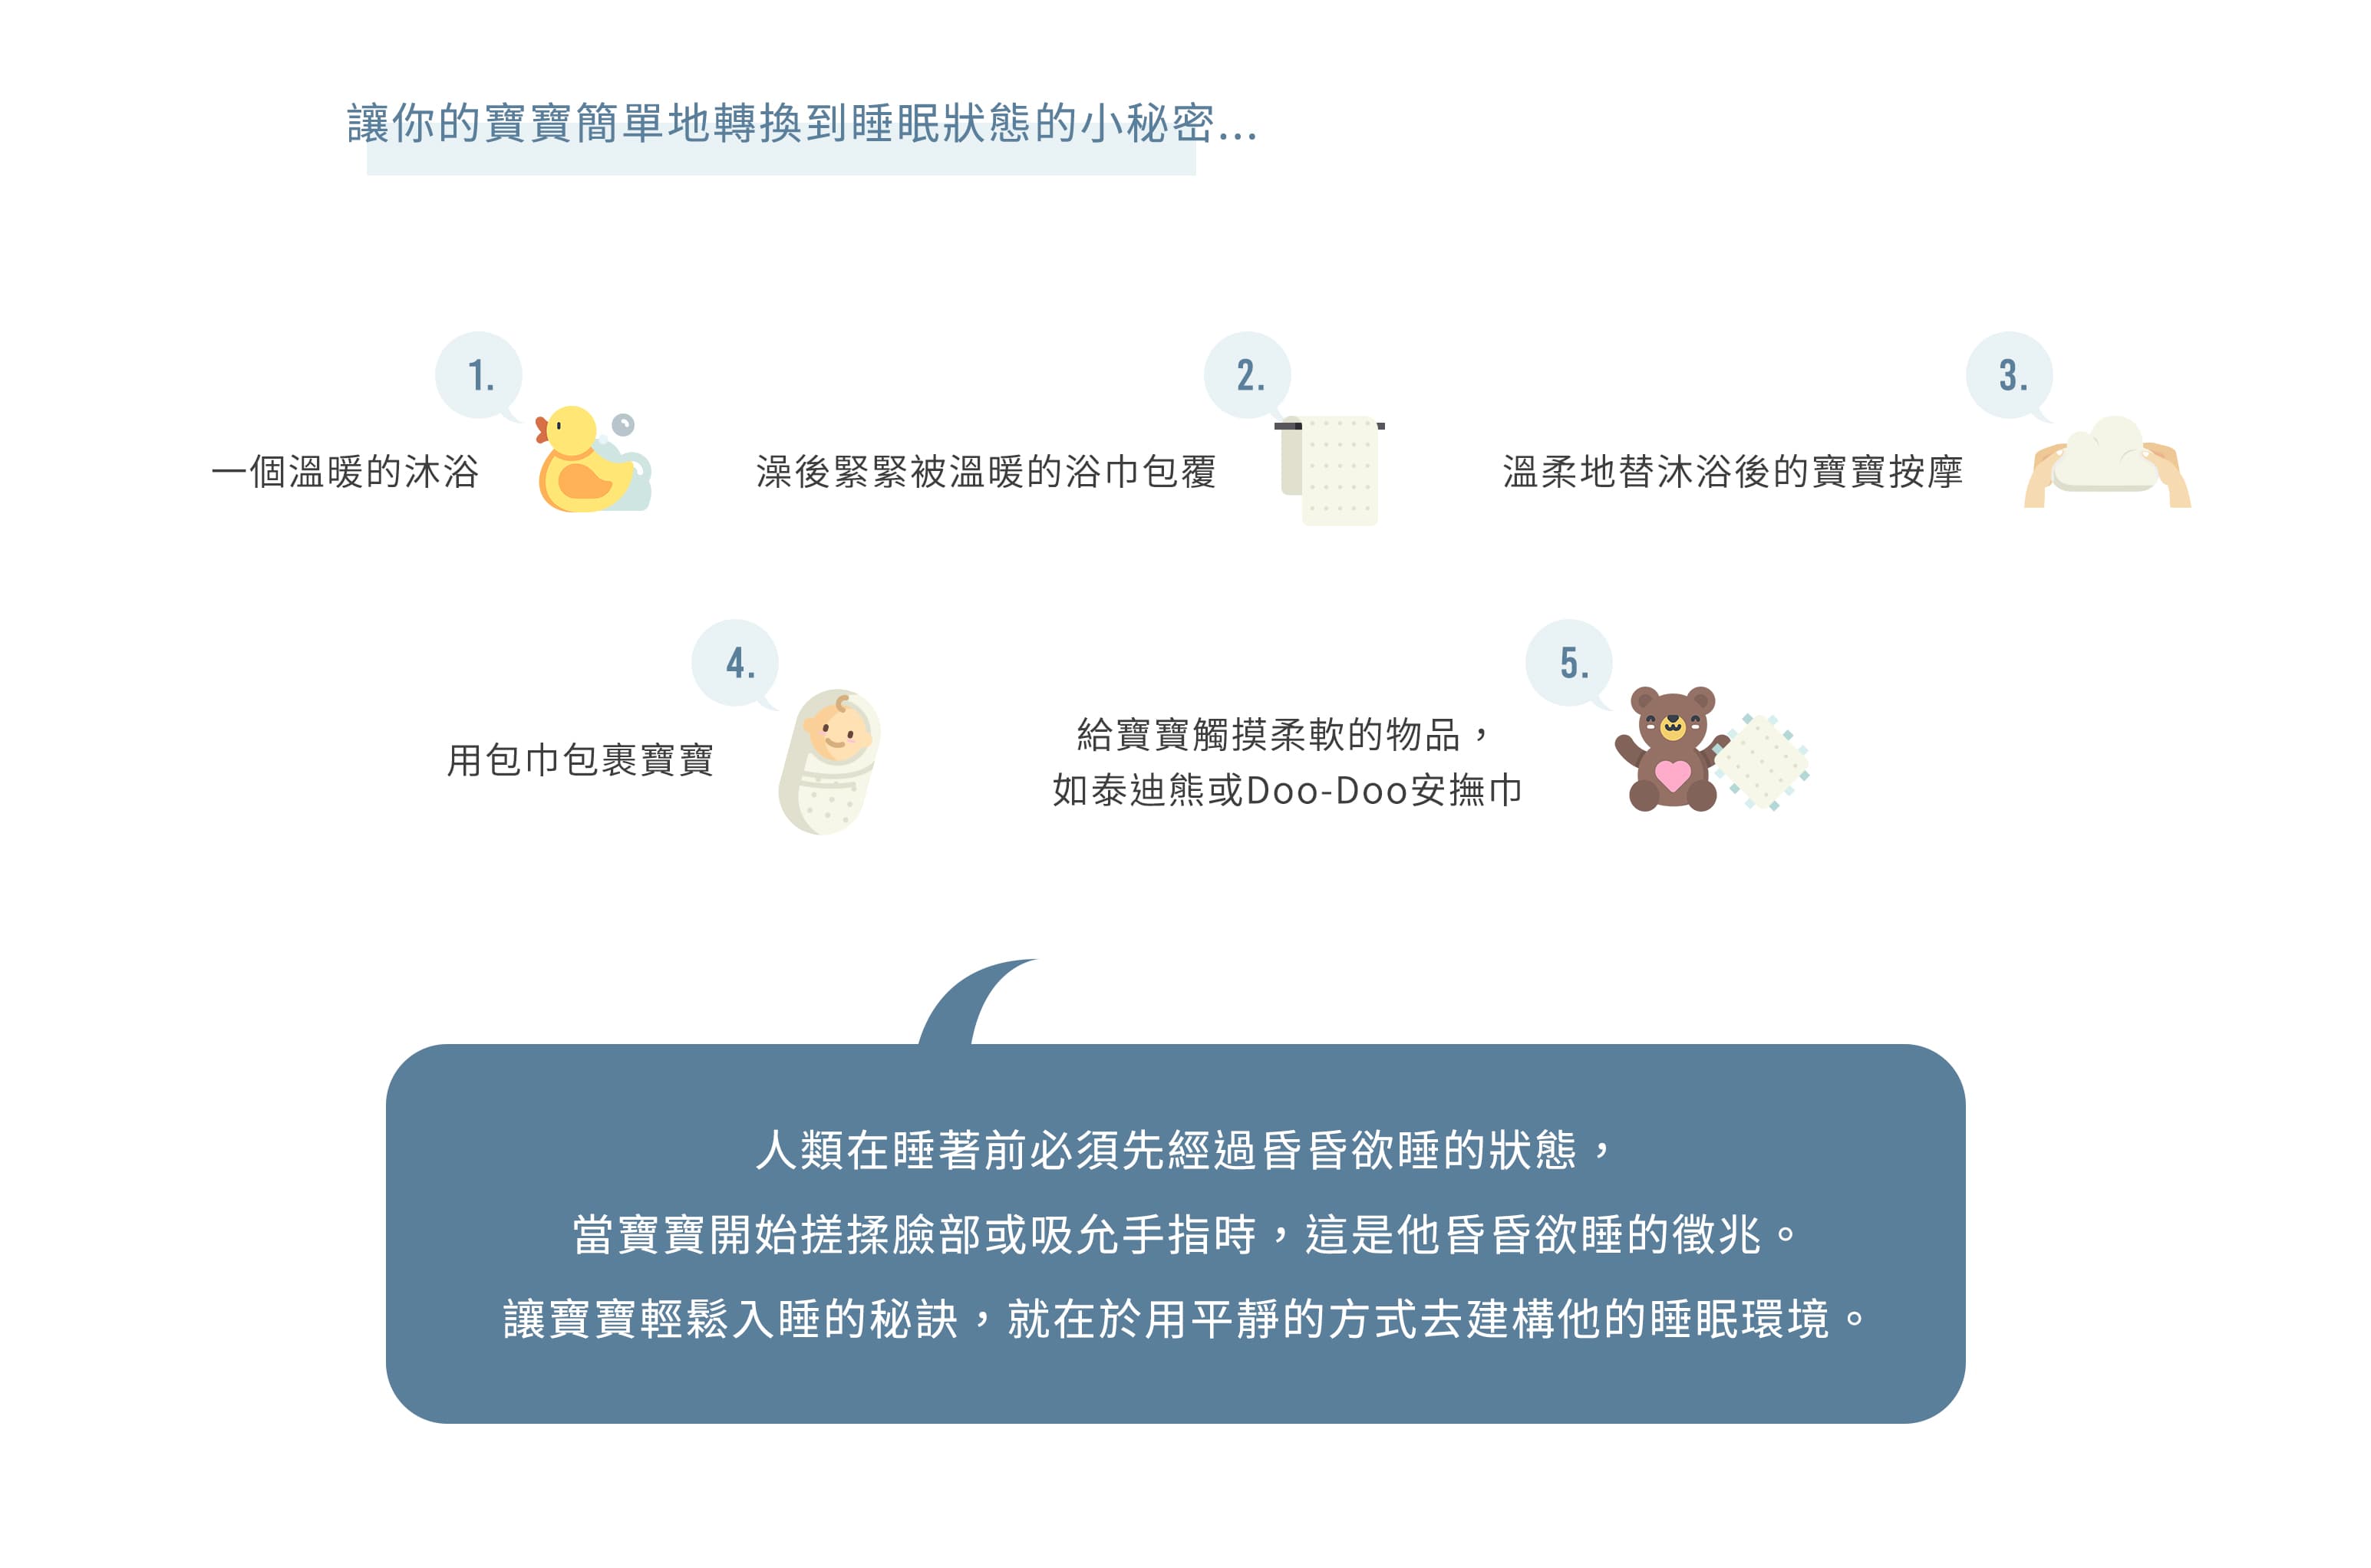 讓你的寶寶簡單地轉換到睡眠狀態的小秘密...
1.
一個溫暖的沐浴
2.
澡後緊緊被溫暖的浴巾包覆
3.
溫柔地替沐浴後的寶寶按摩
4.
用包巾包裹寶寶
5.
給寶寶觸摸柔軟的物品，
如泰迪熊或Doo-Doo安撫巾
人類在睡著前必須先經過昏昏欲睡的狀態，
當寶寶開始搓揉臉部或吸允手指時，這是他昏昏欲睡的徵兆。
讓寶寶輕鬆入睡的秘訣，就在於用平靜的方式去建構他的睡眠環境。